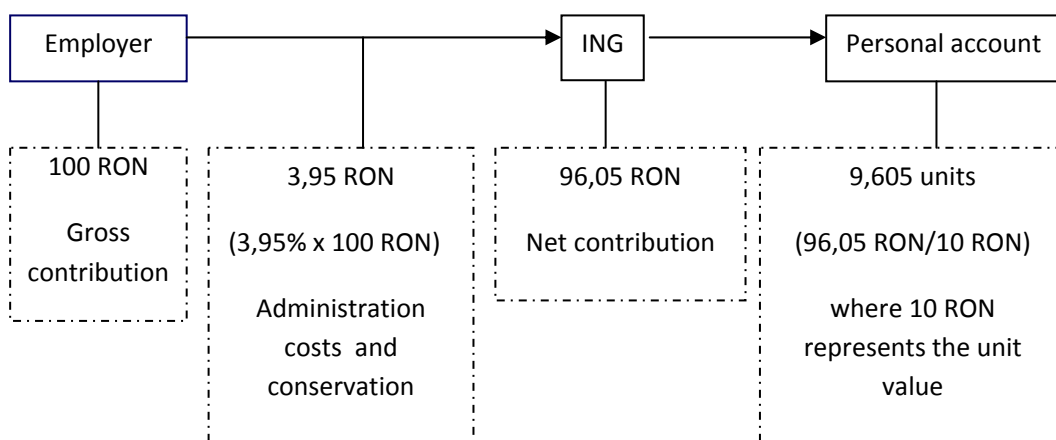 Employer
ING
Personal account
100 RON
Gross
contribution
3,95 RON
(3,95% x 100 RON)
Administration
costs and
conservation
96,05 RON
Net contribution
9,605 units
(96,05 RON/10 RON)
where 10 RON
represents the unit
value